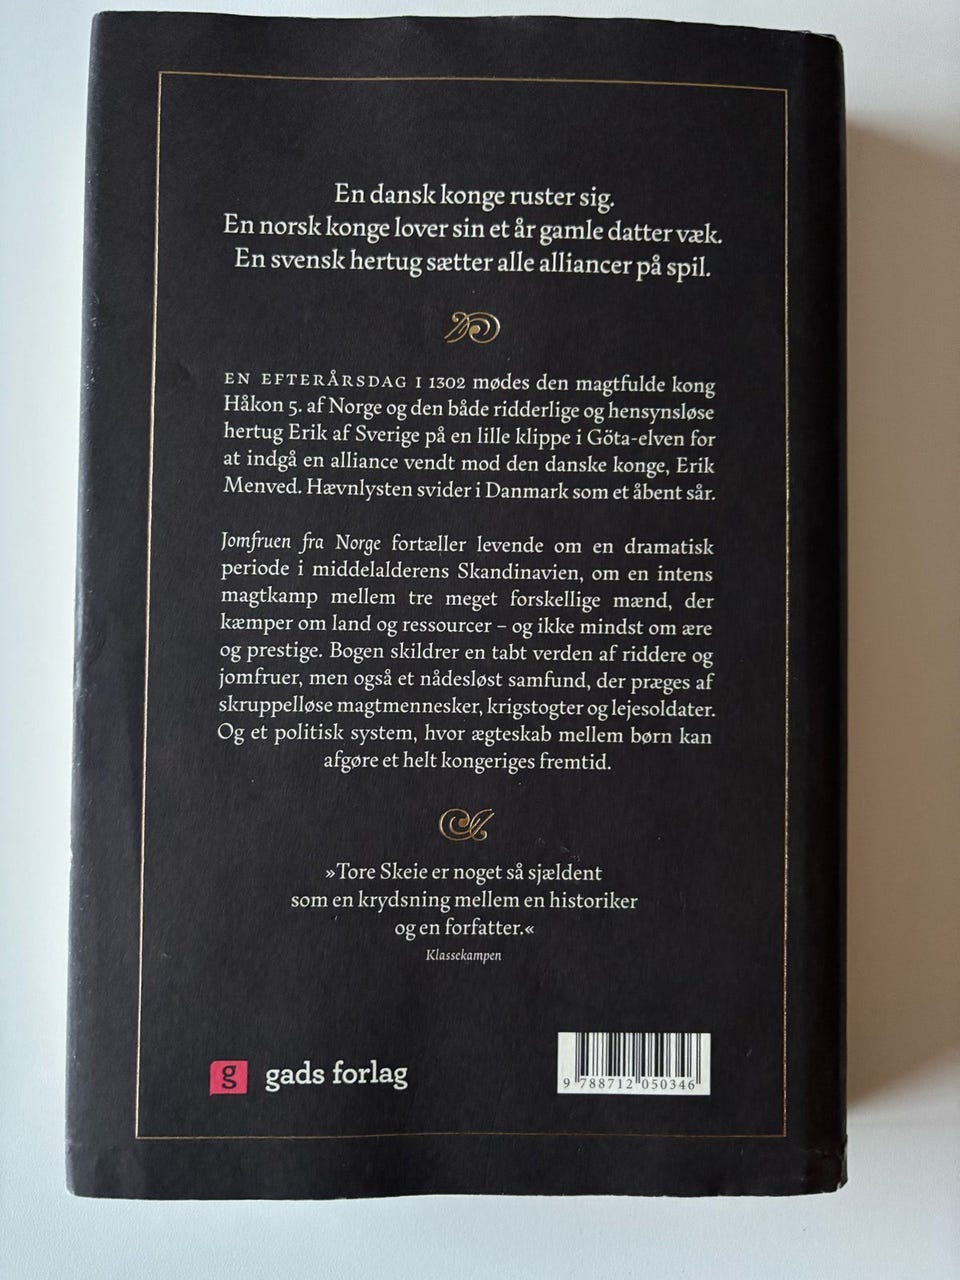 En dansk konge ruster sig.
En norsk konge lover sin et år gamle datter væk.
En svensk hertug sætter alle alliancer på spil.
EN EFTERÅRSDAG I 1302 mødes den magtfulde kong
Håkon 5. af Norge og den både ridderlige og hensynsløse
hertug Erik af Sverige på en lille klippe i Göta-elven for
at indgå en alliance vendt mod den danske konge, Erik
Menved. Hævnlysten svider i Danmark som et åbent sår.
Jomfruen fra Norge fortæller levende om en dramatisk
periode i middelalderens Skandinavien, om en intens
magtkamp mellem tre meget forskellige mænd, der
kæmper om land og ressourcer – og ikke mindst om ære
og prestige. Bogen skildrer en tabt verden af riddere og
jomfruer, men også et nådesløst samfund, der præges af
skruppelløse magtmennesker, krigstogter og lejesoldater.
Og et politisk system, hvor ægteskab mellem børn kan
afgøre et helt kongeriges fremtid.
»Tore Skeie er noget så sjældent
som en krydsning mellem en historiker
og en forfatter.«
Klassekampen
g gads forlag
9 788712 050346